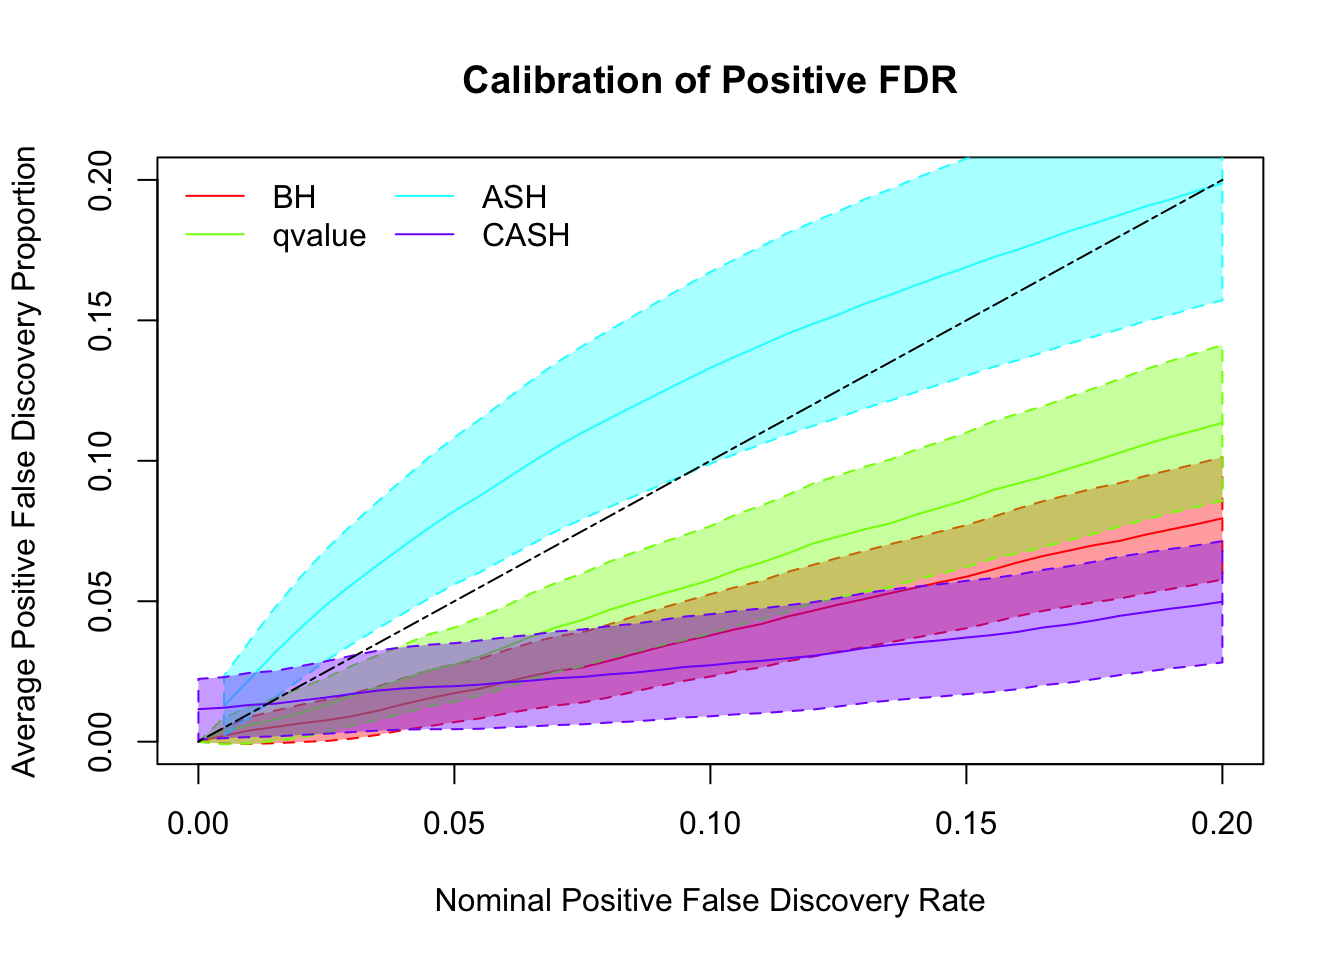 Calibration of Positive FDR
Average Positive False Discovery Proportion
0.20
0.15
0.10
0.05
0.00
BH
qvalue
ASH
CASH
0.00
0.05
0.10
0.15
0.20
Nominal Positive False Discovery Rate